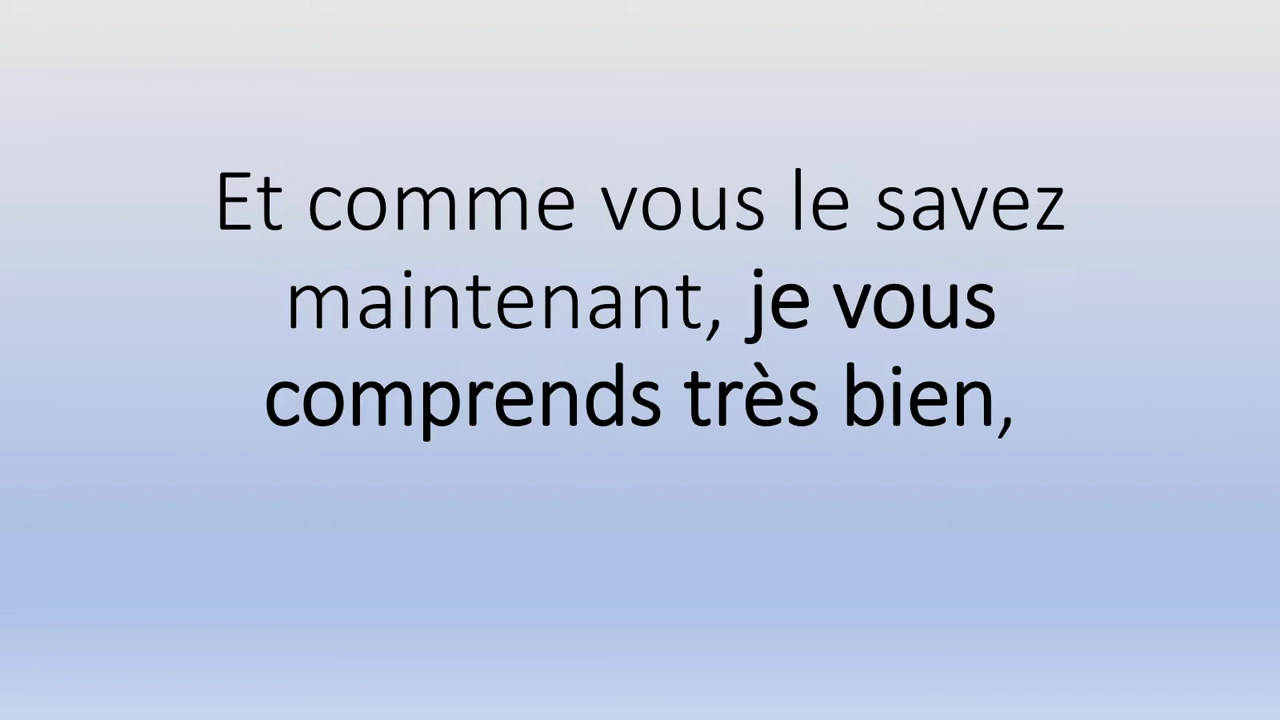 Et comme vous le savez
maintenant, je vous
comprends très bien,